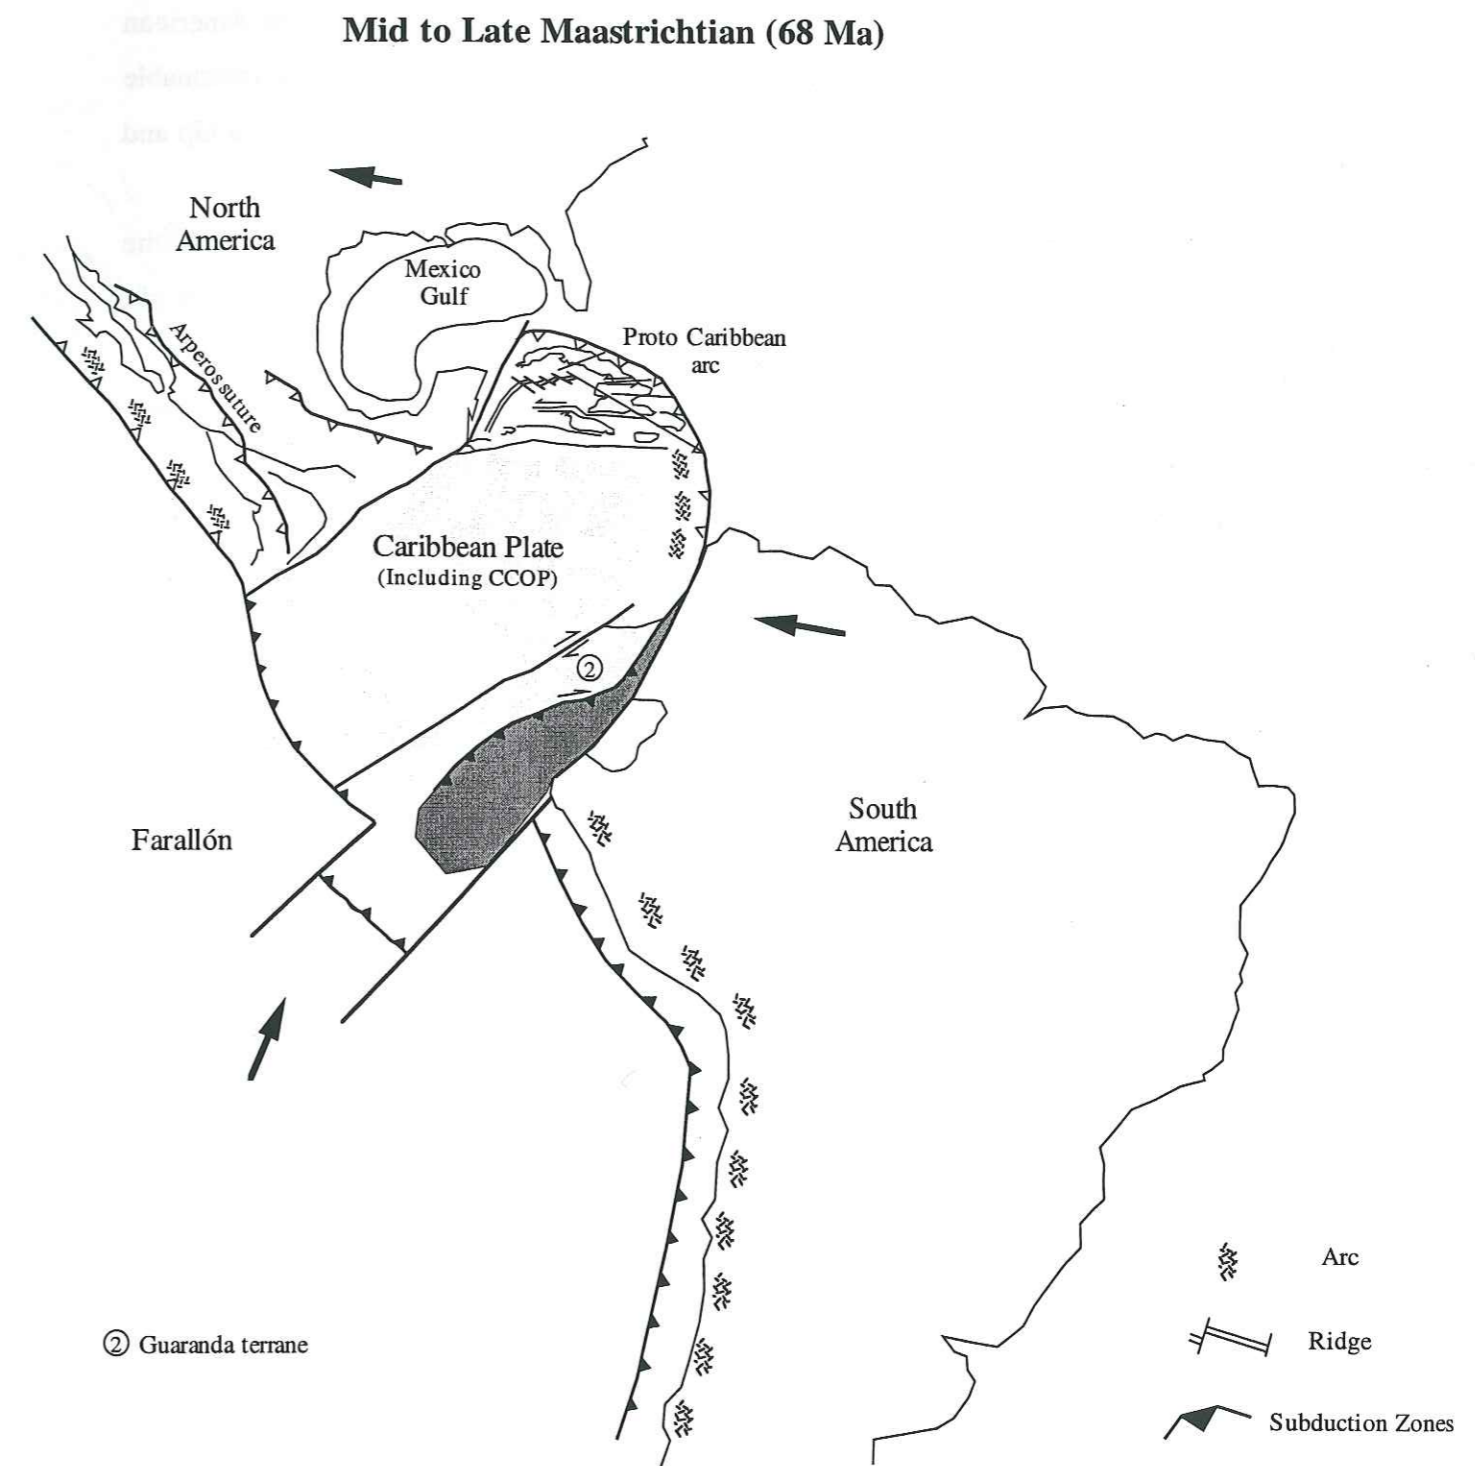 Mid to Late Maastrichtian (68 Ma)
North
America
Mexico
Gulf
Arperos suture
Proto Caribbean
arc
Caribbean Plate
(Including CCOP)
②
Farallón
South
America
② Guaranda terrane
Arc
Ridge
Subduction Zones